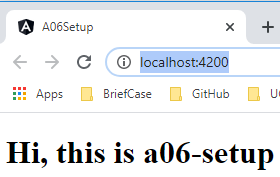 A06Setup
localhost:4200
Apps BriefCase GitHub
Hi, this is a06-setup